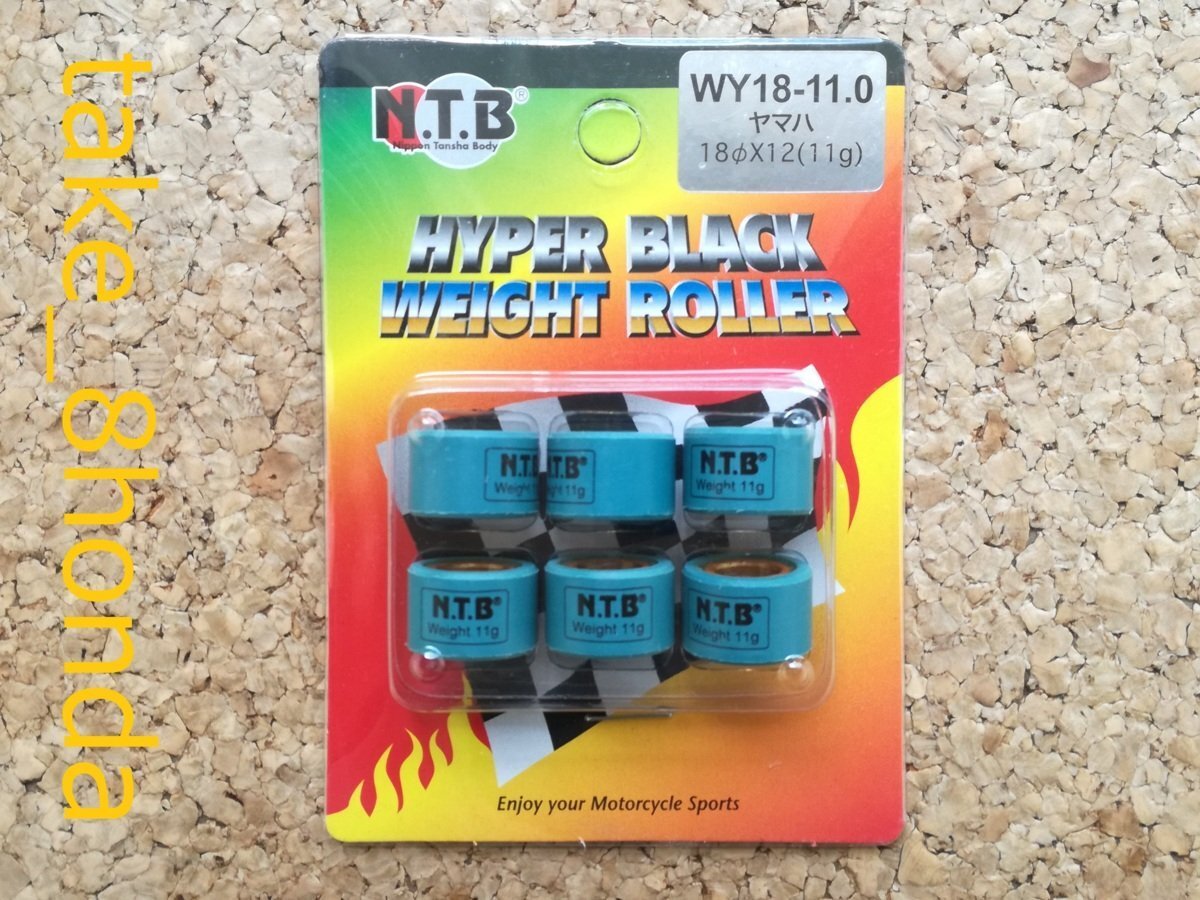 take_8honda
N.T.B®
Nippon Tansha Body
WY18-11.0
ヤマハ
18φX12(11g)
HYPER BLACK
WEIGHT ROLLER
N.T.B
Weight
.T.B®
ght 11g
N.T.B®
Weight 11g
N.T.B®
Weight 11g
N.T.B®
Weight 11g
N.T.B®
Weight 11g
Enjoy your Motorcycle Sports